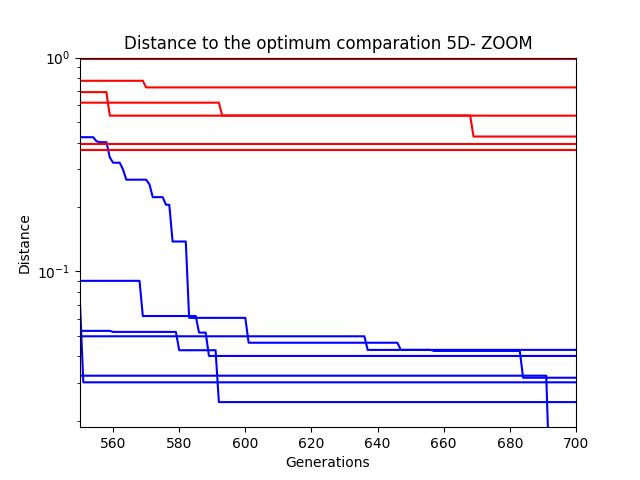 Distance to the optimum comparation 5D- ZOOM
10⁰
10⁻¹
Distance
560 580 600 620 640 660 680 700
Generations